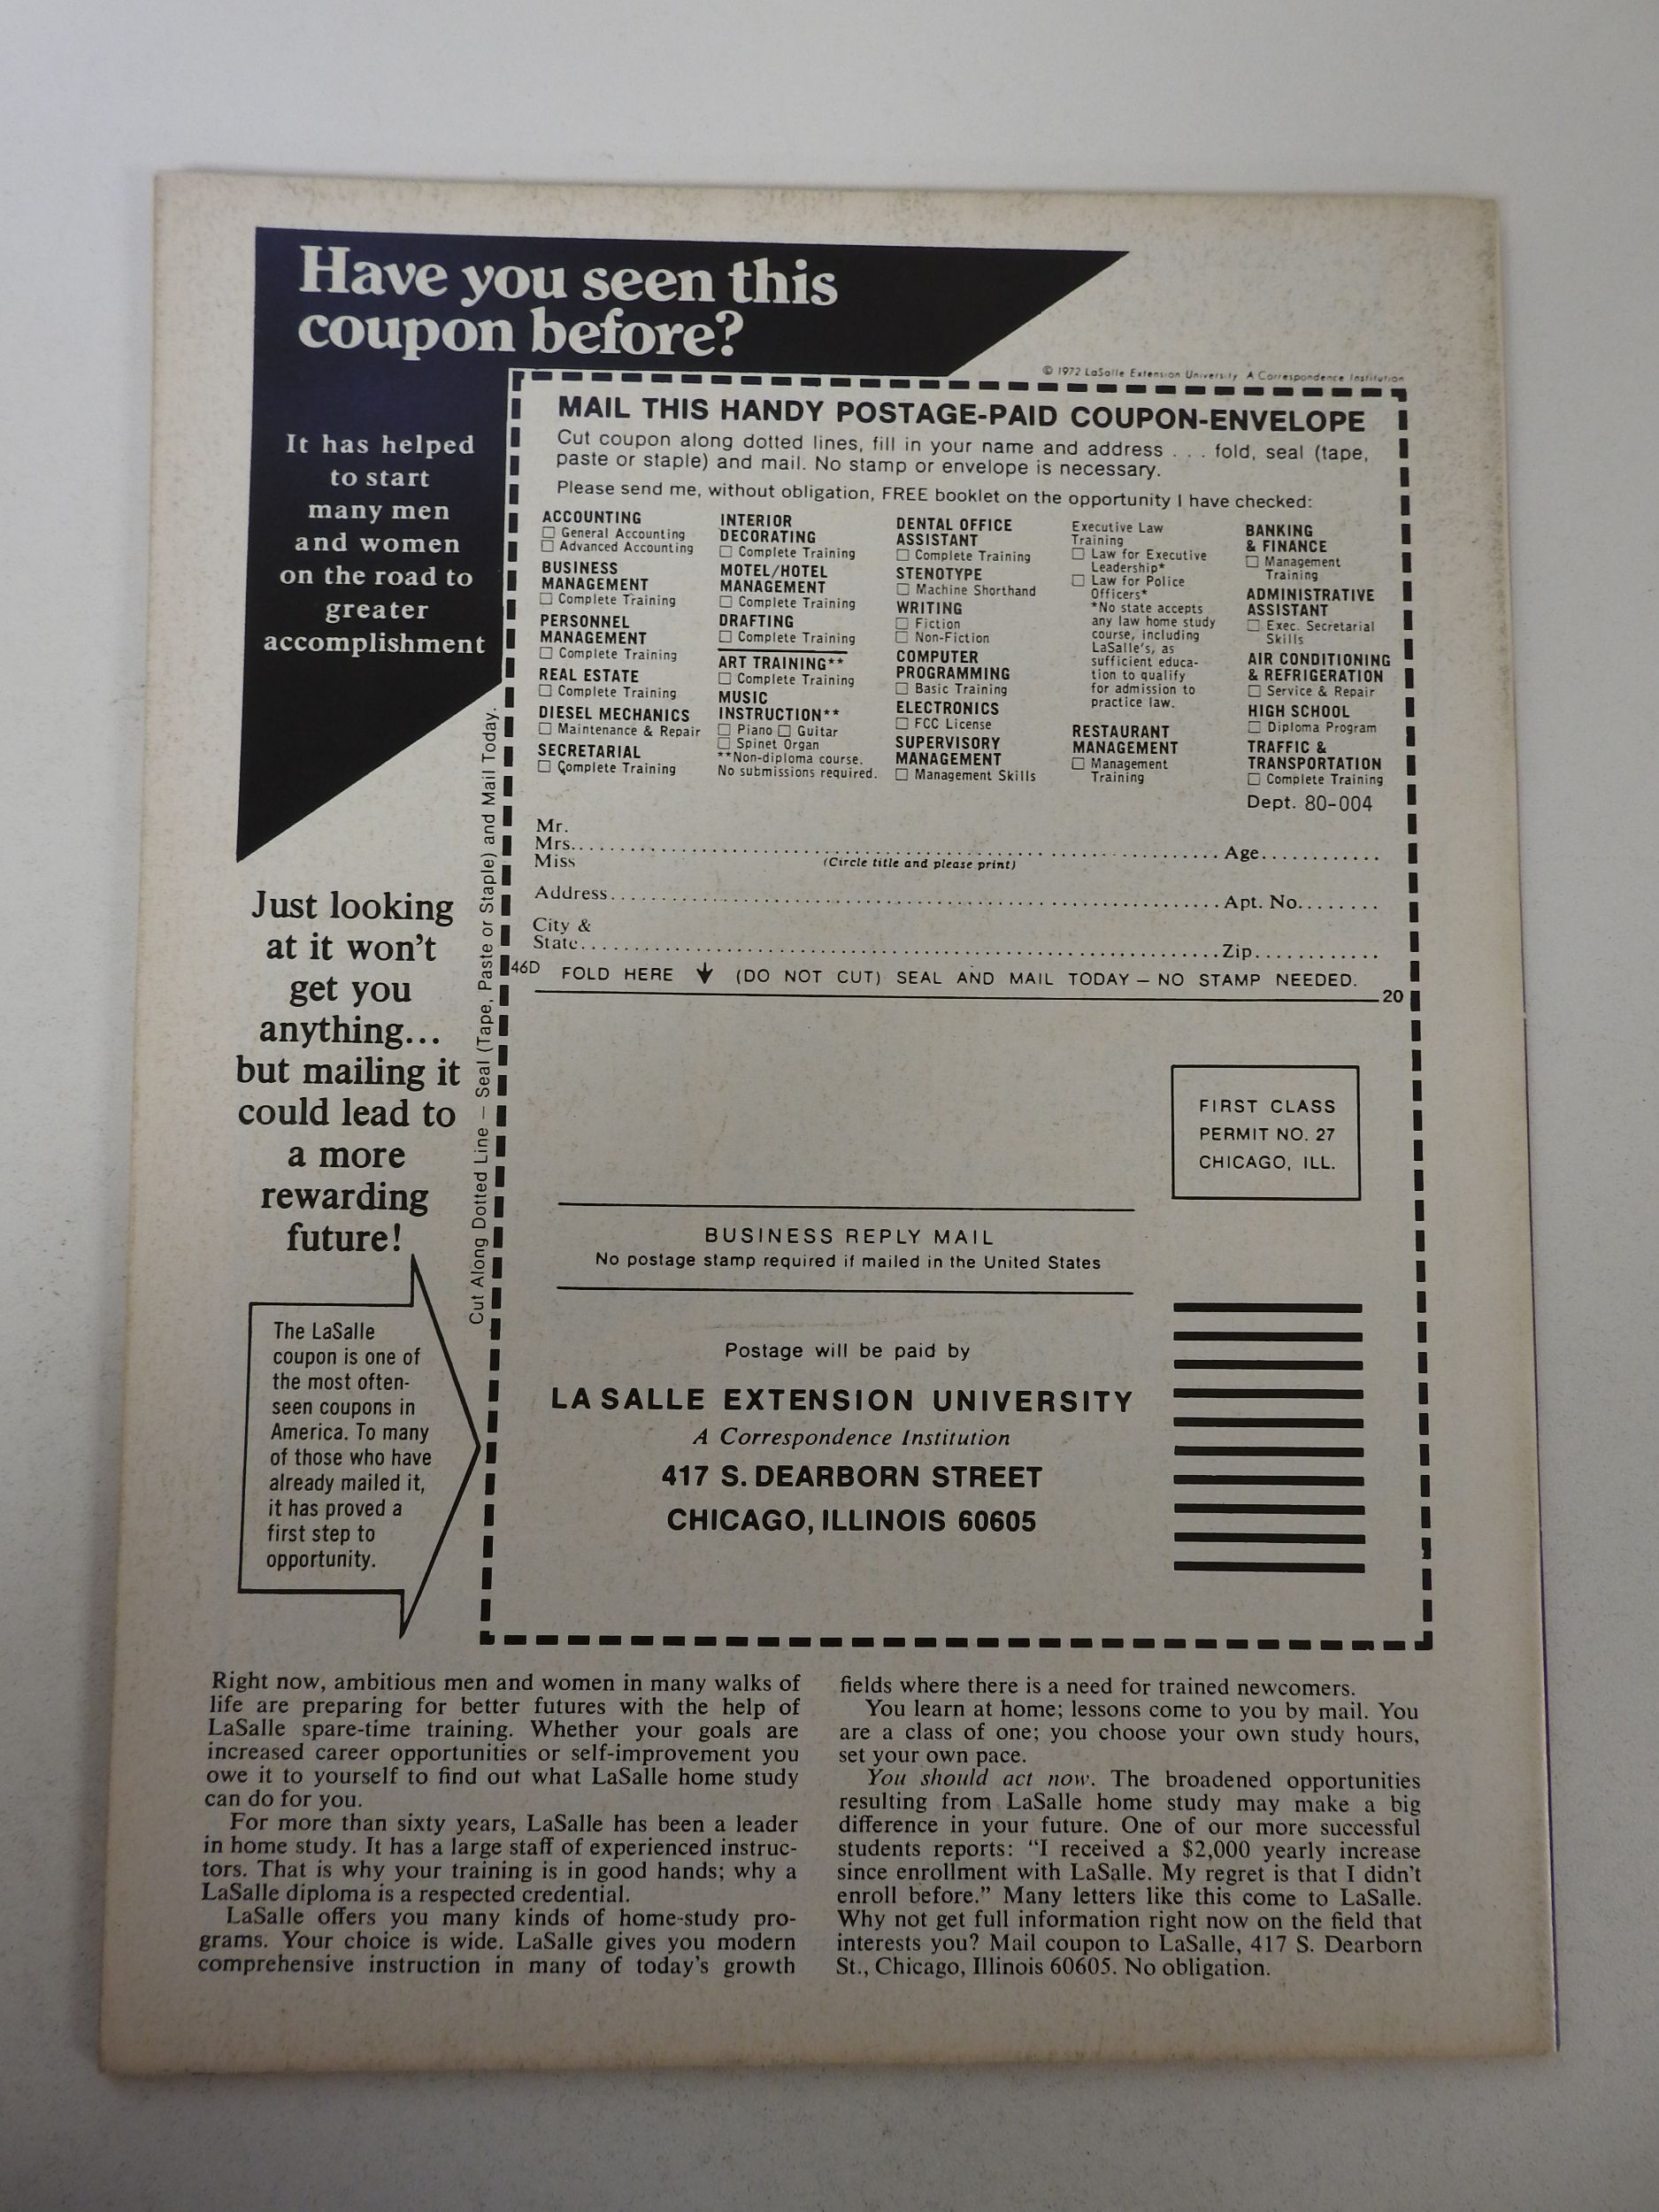 Have you seen this
coupon before?
It has helped
to start
many men
and women
on the road to
greater
accomplishment
Just looking
at it won't
get you
anything...
but mailing it
could lead to
a more
rewarding
future!
The LaSalle
coupon is one of
the most often-
seen coupons in
America. To many
of those who have
already mailed it,
it has proved a
first step to
opportunity.
Cut Along Dotted Line – Seal (Tape, Paste or Staple) and Mail Today.
© 1972 LaSalle Extension University A Correspondence Institution
MAIL THIS HANDY POSTAGE-PAID COUPON-ENVELOPE
Cut coupon along dotted lines, fill in your name and address . . . fold, seal (tape,
paste or staple) and mail. No stamp or envelope is necessary.
Please send me, without obligation, FREE booklet on the opportunity I have checked:
ACCOUNTING
☐ General Accounting
☐ Advanced Accounting
BUSINESS
MANAGEMENT
☐ Complete Training
PERSONNEL
MANAGEMENT
☐ Complete Training
REAL ESTATE
☐ Complete Training
DIESEL MECHANICS
☐ Maintenance & Repair
SECRETARIAL
☐ Complete Training
INTERIOR
DECORATING
☐ Complete Training
MOTEL/HOTEL
MANAGEMENT
☐ Complete Training
DRAFTING
☐ Complete Training
ART TRAINING**
☐ Complete Training
MUSIC
INSTRUCTION**
☐ Piano ☐ Guitar
☐ Spinet Organ
**Non-diploma course.
No submissions required.
DENTAL OFFICE
ASSISTANT
☐ Complete Training
STENOTYPE
☐ Machine Shorthand
WRITING
☐ Fiction
☐ Non-Fiction
COMPUTER
PROGRAMMING
☐ Basic Training
ELECTRONICS
☐ FCC License
SUPERVISORY
MANAGEMENT
☐ Management Skills
Executive Law
Training
☐ Law for Executive
Leadership*
☐ Law for Police
Officers*
*No state accepts
any law home study
course, including
LaSalle's, as
sufficient educa-
tion to qualify
for admission to
practice law.
RESTAURANT
MANAGEMENT
☐ Management
Training
BANKING
& FINANCE
☐ Management
Training
ADMINISTRATIVE
ASSISTANT
☐ Exec. Secretarial
Skills
AIR CONDITIONING
& REFRIGERATION
☐ Service & Repair
HIGH SCHOOL
☐ Diploma Program
TRAFFIC &
TRANSPORTATION
☐ Complete Training
Dept. 80-004
Mr.
Mrs.......... Age..........
Miss (Circle title and please print)
Address.......... Apt. No..........
City &
State.......... Zip..........
46D FOLD HERE ↓ (DO NOT CUT) SEAL AND MAIL TODAY – NO STAMP NEEDED.
20
FIRST CLASS
PERMIT NO. 27
CHICAGO, ILL.
BUSINESS REPLY MAIL
No postage stamp required if mailed in the United States
Postage will be paid by
LA SALLE EXTENSION UNIVERSITY
A Correspondence Institution
417 S. DEARBORN STREET
CHICAGO, ILLINOIS 60605
Right now, ambitious men and women in many walks of
life are preparing for better futures with the help of
LaSalle spare-time training. Whether your goals are
increased career opportunities or self-improvement you
owe it to yourself to find out what LaSalle home study
can do for you.
For more than sixty years, LaSalle has been a leader
in home study. It has a large staff of experienced instruc-
tors. That is why your training is in good hands; why a
LaSalle diploma is a respected credential.
LaSalle offers you many kinds of home-study pro-
grams. Your choice is wide. LaSalle gives you modern
comprehensive instruction in many of today's growth
fields where there is a need for trained newcomers.
You learn at home; lessons come to you by mail. You
are a class of one; you choose your own study hours,
set your own pace.
You should act now. The broadened opportunities
resulting from LaSalle home study may make a big
difference in your future. One of our more successful
students reports: "I received a $2,000 yearly increase
since enrollment with LaSalle. My regret is that I didn't
enroll before." Many letters like this come to LaSalle.
Why not get full information right now on the field that
interests you? Mail coupon to LaSalle, 417 S. Dearborn
St., Chicago, Illinois 60605. No obligation.